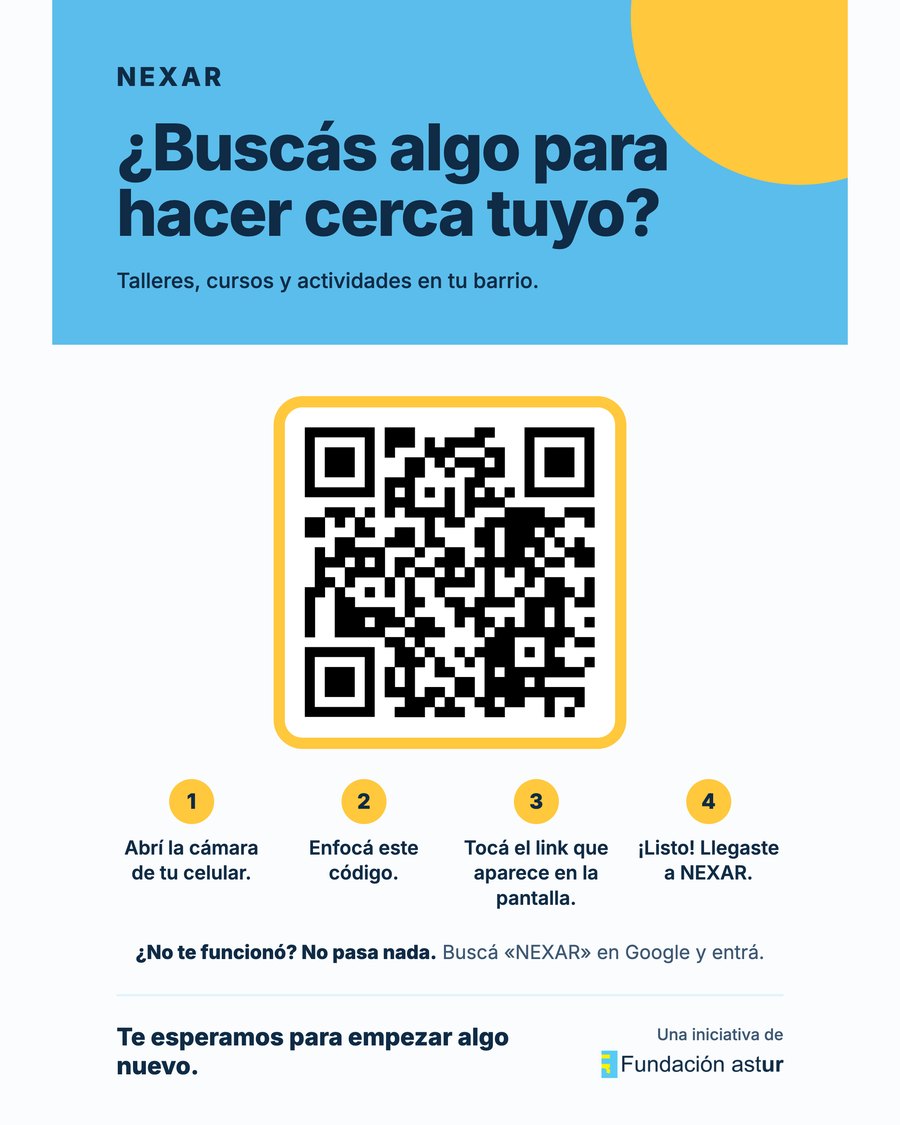 NEXAR
¿Buscás algo para
hacer cerca tuyo?
Talleres, cursos y actividades en tu barrio.
1
Abrí la cámara
de tu celular.
2
Enfocá este
código.
3
Tocá el link que
aparece en la
pantalla.
4
¡Listo! Llegaste
a NEXAR.
¿No te funcionó? No pasa nada. Buscá «NEXAR» en Google y entrá.
Te esperamos para empezar algo
nuevo.
Una iniciativa de
Fundación astur